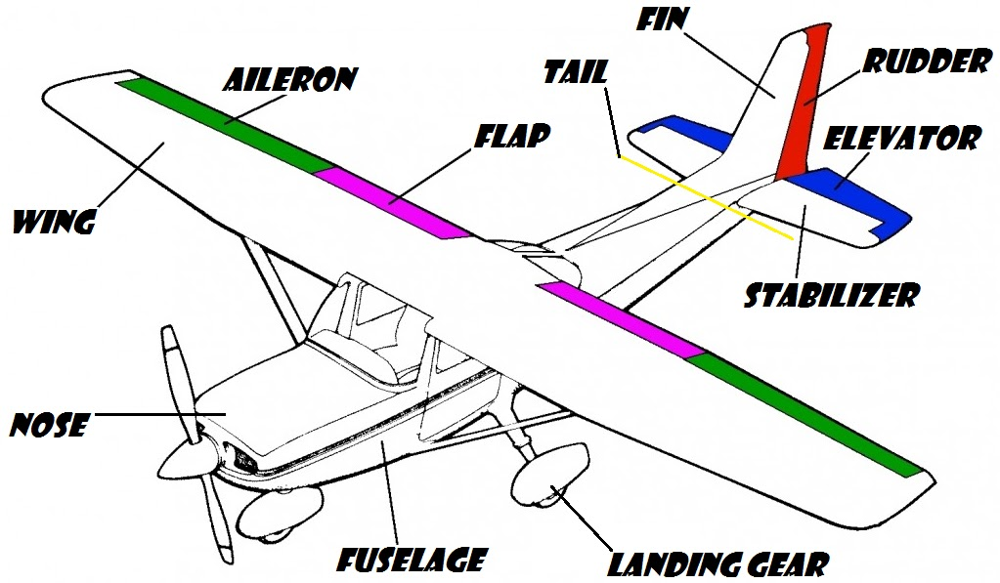 FIN
TAIL
RUDDER
AILERON
FLAP
ELEVATOR
WING
STABILIZER
NOSE
FUSELAGE
LANDING GEAR